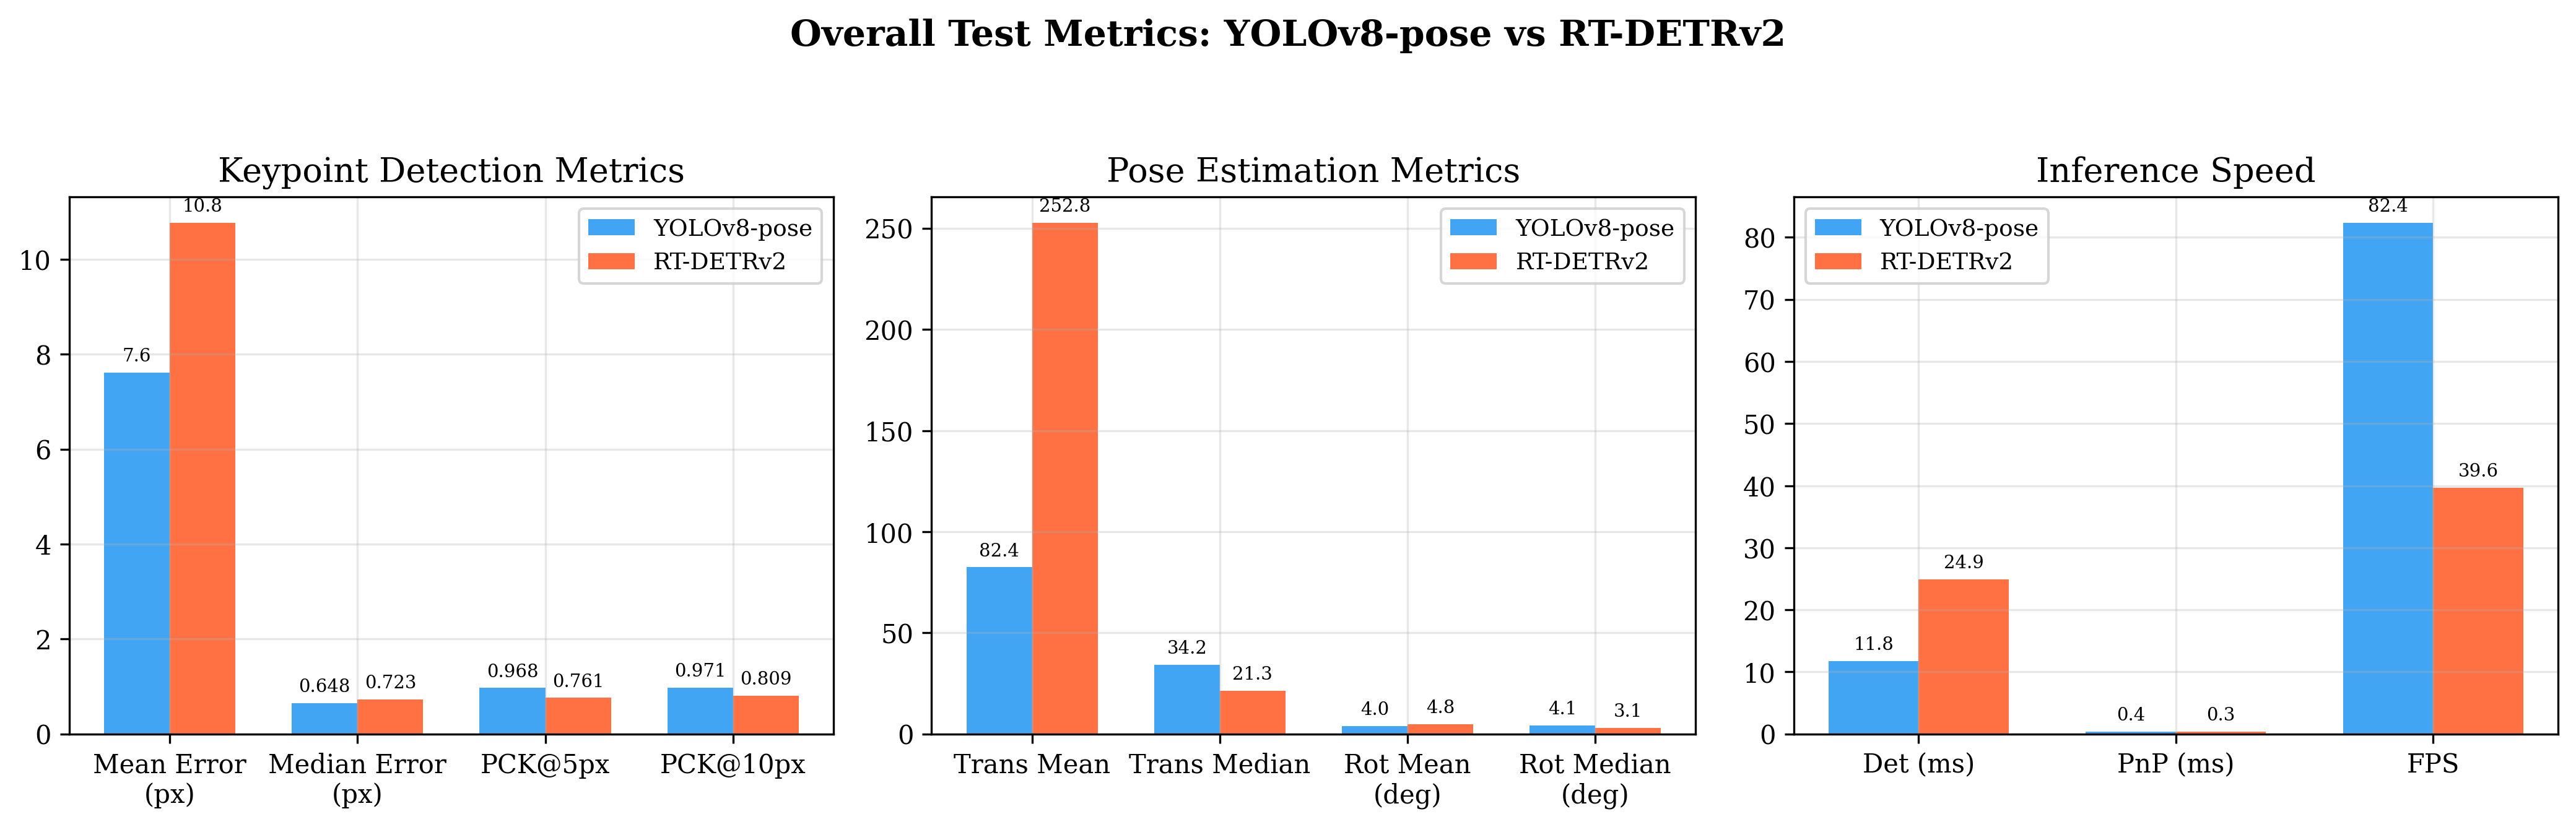 Overall Test Metrics: YOLOv8-pose vs RT-DETRv2
Keypoint Detection Metrics
10.8
7.6
0.648
0.723
0.968
0.761
0.971
0.809
YOLOv8-pose
RT-DETRv2
10
8
6
4
2
0
Mean Error
(px)
Median Error
(px)
PCK@5px
PCK@10px
Pose Estimation Metrics
252.8
82.4
34.2
21.3
4.0
4.8
4.1
3.1
YOLOv8-pose
RT-DETRv2
250
200
150
100
50
0
Trans Mean
Trans Median
Rot Mean
(deg)
Rot Median
(deg)
Inference Speed
YOLOv8-pose
RT-DETRv2
82.4
39.6
11.8
24.9
0.4
0.3
80
70
60
50
40
30
20
10
0
Det (ms)
PnP (ms)
FPS